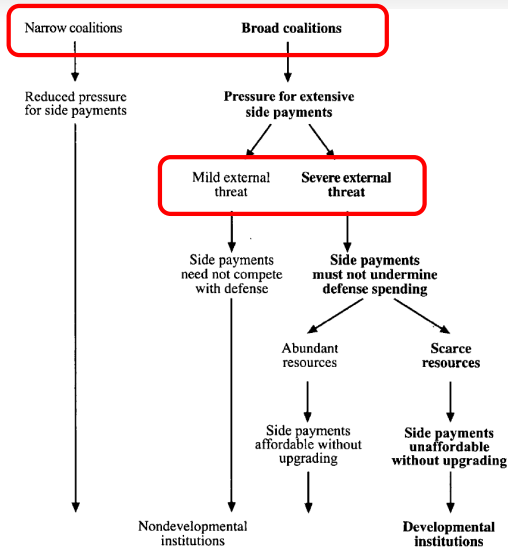 Narrow coalitions
Broad coalitions
Reduced pressure
for side payments
Pressure for extensive
side payments
Mild external
threat
Severe external
threat
Side payments
need not compete
with defense
Side payments
must not undermine
defense spending
Abundant
resources
Scarce
resources
Side payments
affordable without
upgrading
Side payments
unaffordable
without upgrading
Nondevelopmental
institutions
Developmental
institutions